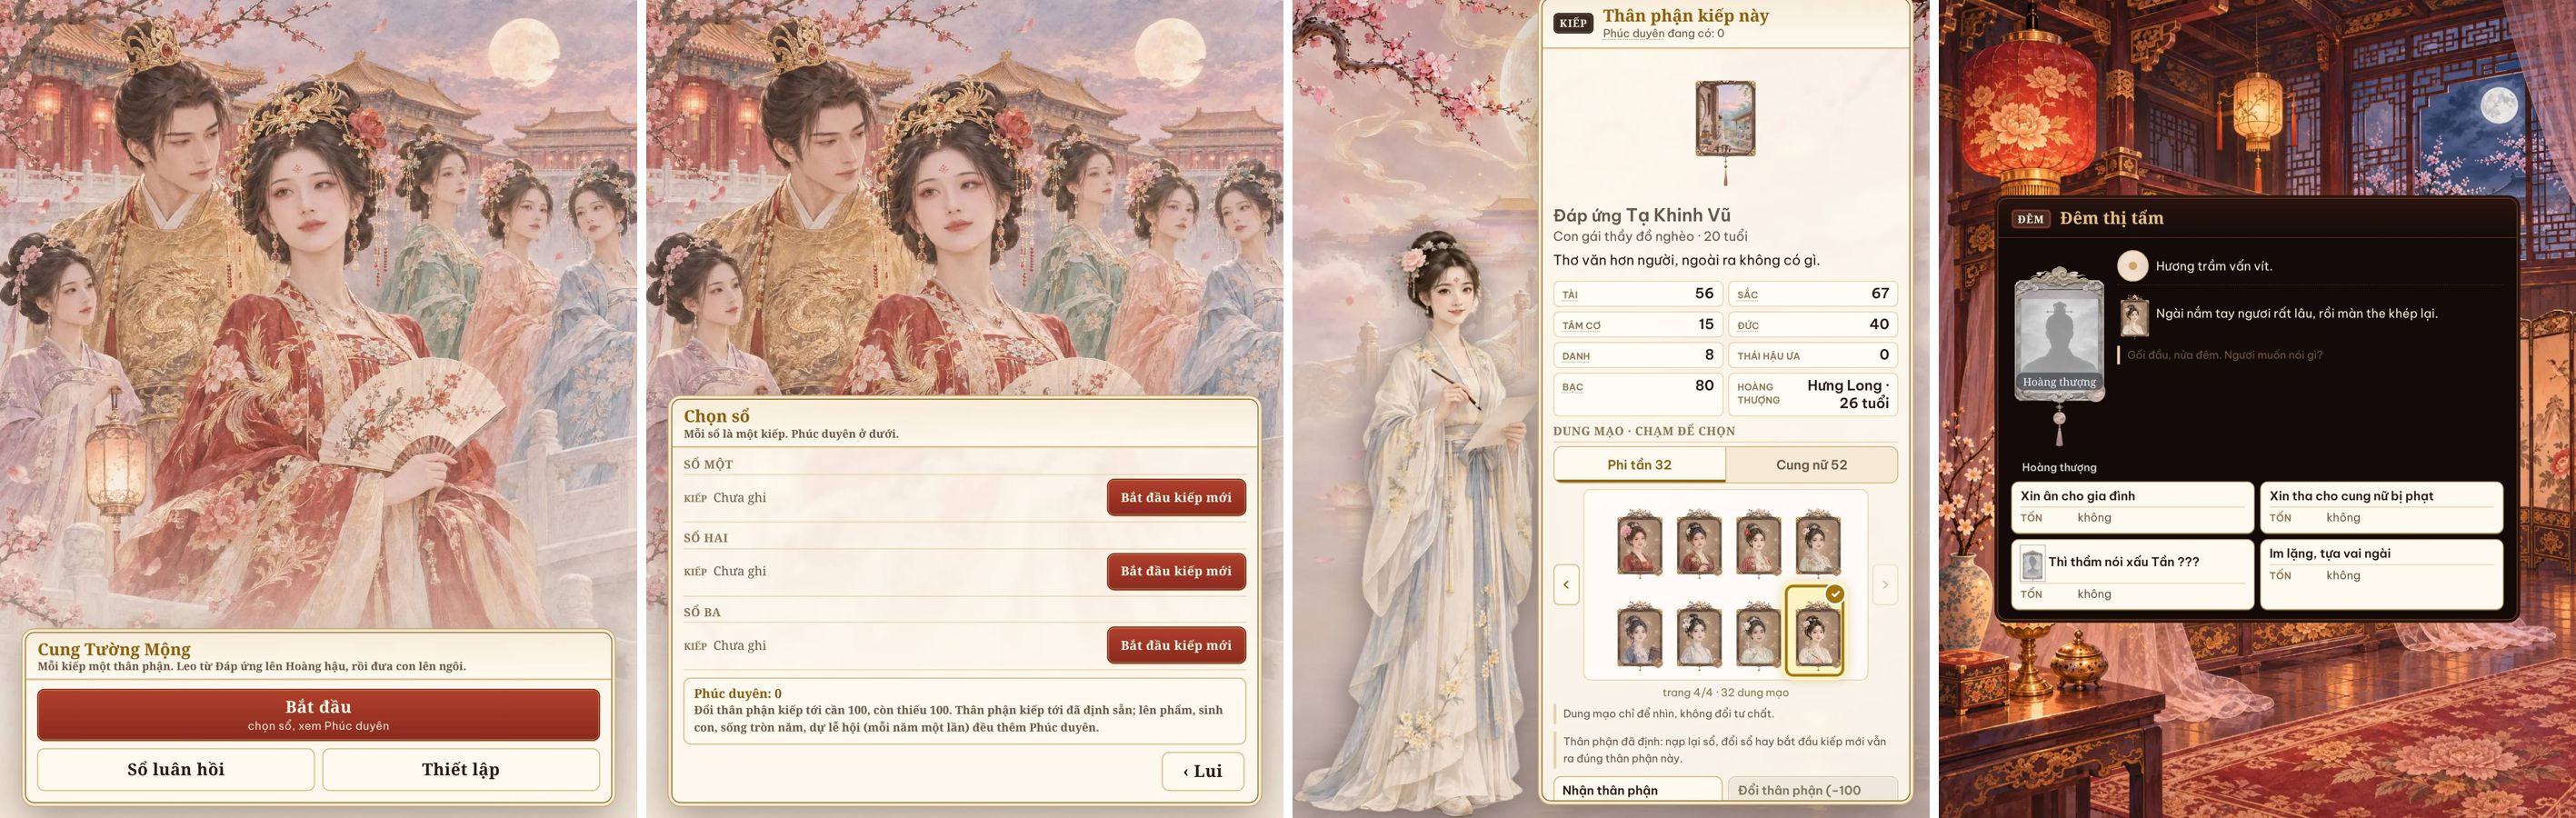 Cung Tường Mộng
Mỗi kiếp một thân phận. Leo từ Đáp ứng lên Hoàng hậu, rồi đưa con lên ngôi.
Bắt đầu
chọn sổ, xem Phúc duyên
Sổ luân hồi
Thiết lập
Chọn sổ
Mỗi sổ là một kiếp. Phúc duyên ở dưới.
SỔ MỘT
KIẾP Chưa ghi
Bắt đầu kiếp mới
SỔ HAI
KIẾP Chưa ghi
Bắt đầu kiếp mới
SỔ BA
KIẾP Chưa ghi
Bắt đầu kiếp mới
Phúc duyên: 0
Đổi thân phận kiếp tới cần 100, còn thiếu 100. Thân phận kiếp tới đã định sẵn; lên phẩm, sinh
con, sống tròn năm, dự lễ hội (mỗi năm một lần) đều thêm Phúc duyên.
‹ Lui
KIẾP
Thân phận kiếp này
Phúc duyên đang có: 0
Đáp ứng Tạ Khinh Vũ
Con gái thầy đồ nghèo · 20 tuổi
Thơ văn hơn người, ngoài ra không có gì.
TÀI 56
SẮC 67
TÂM CƠ 15
ĐỨC 40
DANH 8
THÁI HẬU ƯA 0
BẠC 80
HOÀNG THƯỢNG
Hưng Long ·
26 tuổi
DUNG MẠO · CHẠM ĐỂ CHỌN
Phi tần 32
Cung nữ 52
‹
›
trang 4/4 · 32 dung mạo
Dung mạo chỉ để nhìn, không đổi tư chất.
Thân phận đã định: nạp lại sổ, đổi sổ hay bắt đầu kiếp mới vẫn
ra đúng thân phận này.
Nhận thân phận
Đổi thân phận (-100
ĐÊM
Đêm thị tẩm
Hương trầm vấn vít.
Ngài nắm tay ngươi rất lâu, rồi màn the khép lại.
Gối đầu, nửa đêm. Ngươi muốn nói gì?
Hoàng thượng
Hoàng thượng
Xin ân cho gia đình
TỐN không
Xin tha cho cung nữ bị phạt
TỐN không
Thì thầm nói xấu Tần ???
TỐN không
Im lặng, tựa vai ngài
TỐN không